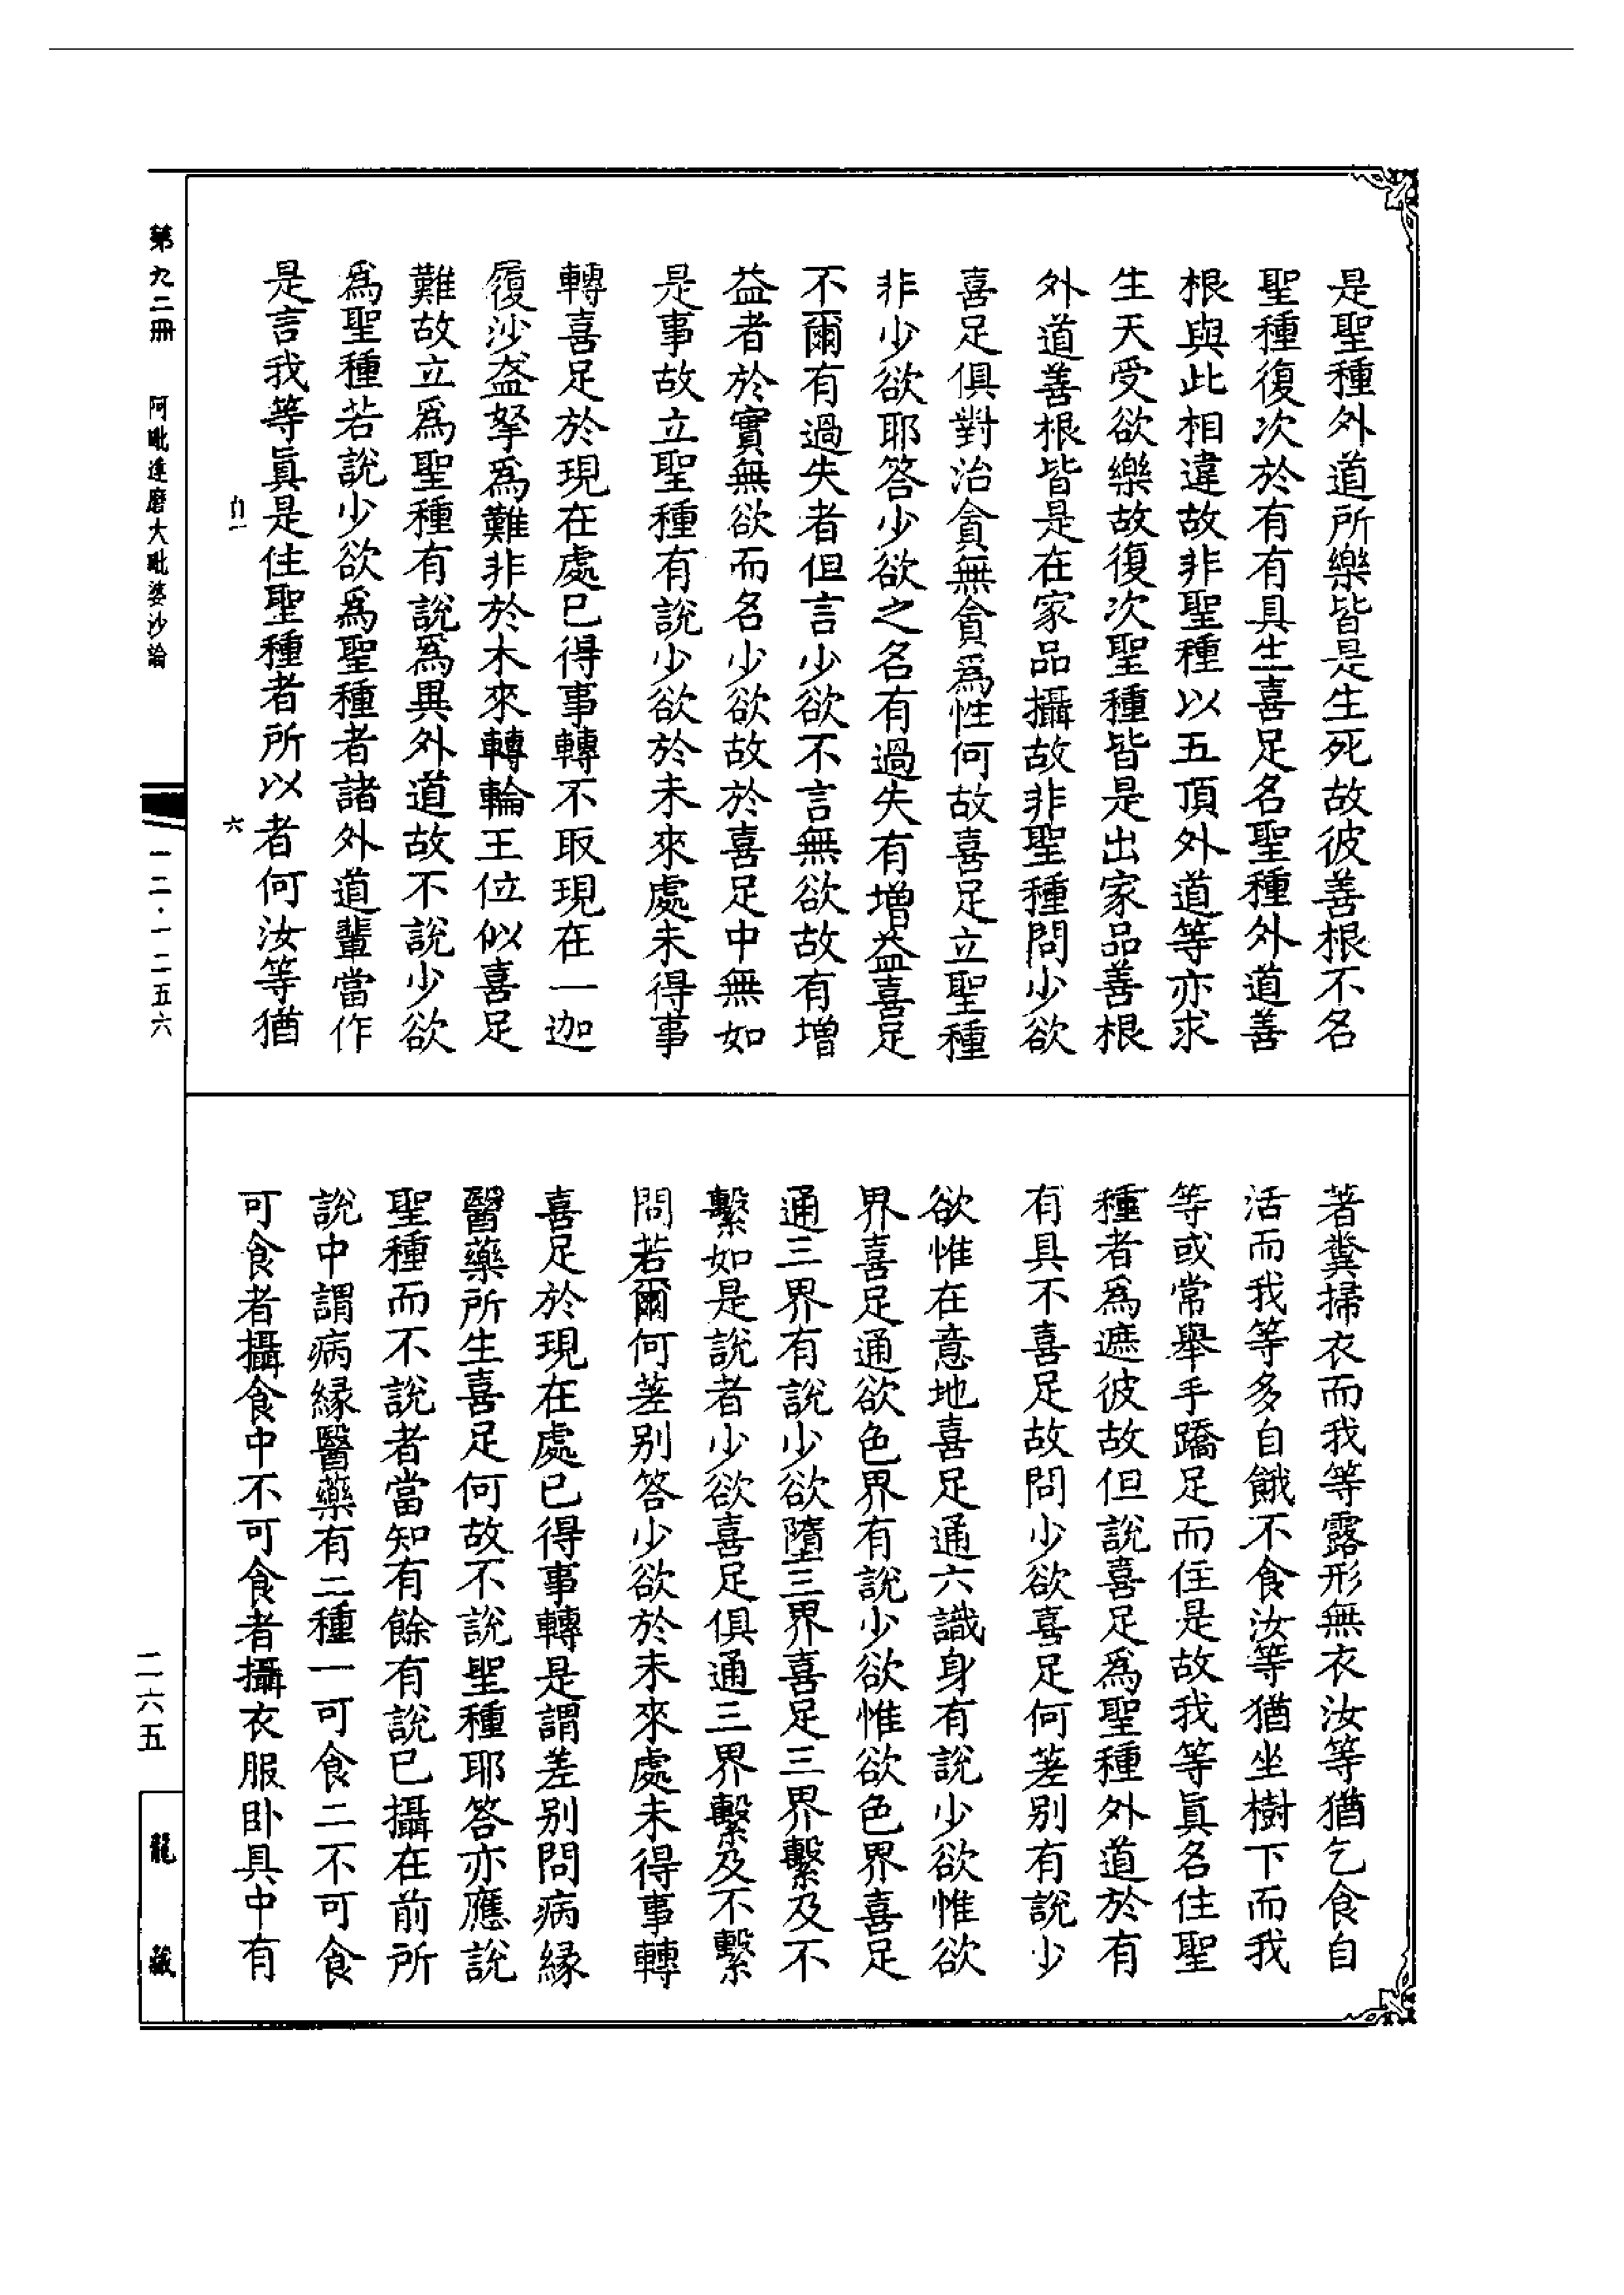 是聖種外道所樂皆是生死故彼善根不名
聖種復次於有有具生喜足名聖種外道善
根與此相違故非聖種以五頂外道等亦求
生天受欲樂故復次聖種皆是出家品善根
外道善根皆是在家品攝故非聖種問少欲
喜足俱對治貪無貪爲性何故喜足立聖種
非少欲耶答少欲之名有過失有增益喜足
不爾有過失者但言少欲不言無欲故有增
益者於實無欲而名少欲故於喜足中無如
是事故立聖種有說少欲於未來處未得事
轉喜足於現在處已得事轉不取現在一迦
履沙盔拏爲難非於未來轉輪王位似喜足
難故立爲聖種有說爲異外道故不說少欲
爲聖種若說少欲爲聖種者諸外道輩當作
是言我等眞是住聖種者所以者何汝等猶
著糞掃衣而我等露形無衣汝等猶乞食自
活而我等多自餓不食汝等猶坐樹下而我
等或常舉手蹻足而住是故我等眞名住聖
種者爲遮彼故但說喜足爲聖種外道於有
有具不喜足故問少欲喜足何差別有說少
欲惟在意地喜足通六識身有說少欲惟欲
界喜足通欲色界有說少欲惟欲色界喜足
通三界有說少欲墮三界喜足三界繫及不
繫如是說者少欲喜足俱通三界繫及不繫
問若爾何差別答少欲於未來處未得事轉
喜足於現在處已得事轉是謂差別問病緣
醫藥所生喜足何故不說聖種耶答亦應說
聖種而不說者當知有餘有說已攝在前所
說中謂病緣醫藥有二種一可食二不可食
可食者攝食中不可食者攝衣服臥具中有
第九二冊 阿毗達磨大毗婆沙論 一二·一二五六
二六五
龍藏
六